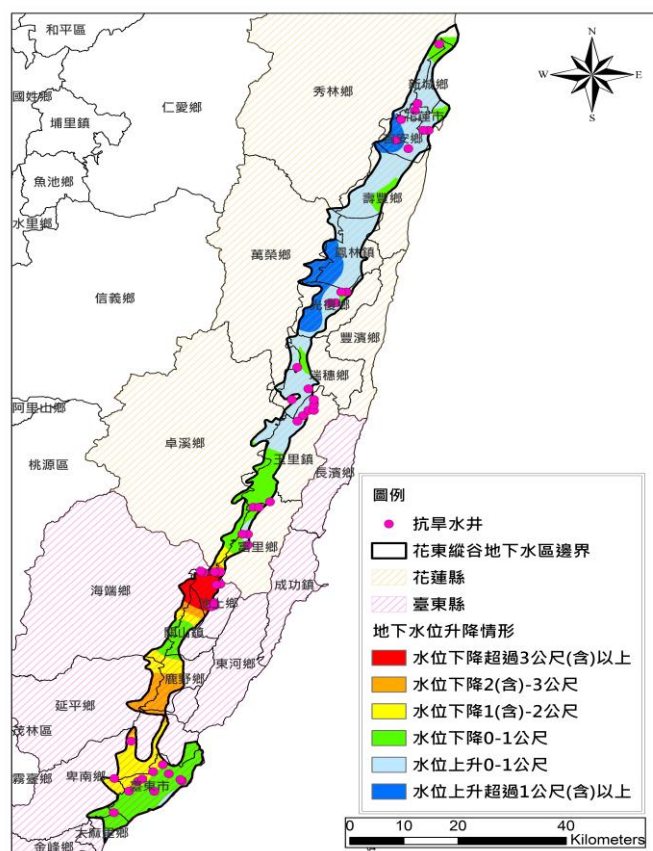 和平區
秀林鄉
N
W
E
S
新城鄉
國姓鄉
仁愛鄉
埔里鎮
花蓮市
吉安鄉
魚池鄉
壽豐鄉
水里鄉
萬榮鄉
鳳林鎮
信義鄉
光復鄉
豐濱鄉
瑞穗鄉
阿里山鄉
卓溪鄉
玉里鎮
桃源區
長濱鄉
富里鄉
海端鄉
成功鎮
池上鄉
關山鎮
東河鄉
鹿野鄉
延平鄉
茂林區
霧臺鄉
卑南鄉
臺東市
太麻里鄉
金峰鄉
圖例
抗旱水井
花東縱谷地下水區邊界
花蓮縣
臺東縣
地下水位升降情形
水位下降超過3公尺(含)以上
水位下降2(含)-3公尺
水位下降1(含)-2公尺
水位下降0-1公尺
水位上升0-1公尺
水位上升超過1公尺(含)以上
0 10 20 40
Kilometers